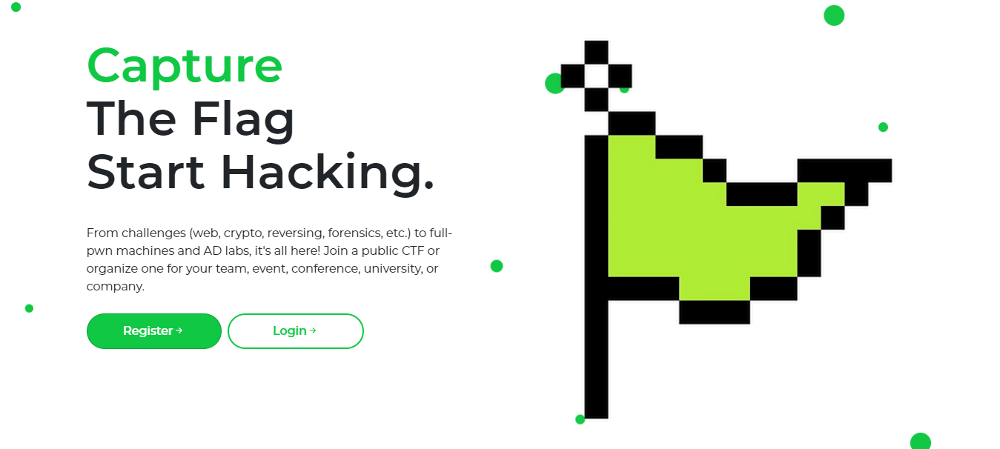 Capture
The Flag
Start Hacking.
From challenges (web, crypto, reversing, forensics, etc.) to full-
pwn machines and AD labs, it's all here! Join a public CTF or
organize one for your team, event, conference, university, or
company.
Register →
Login →